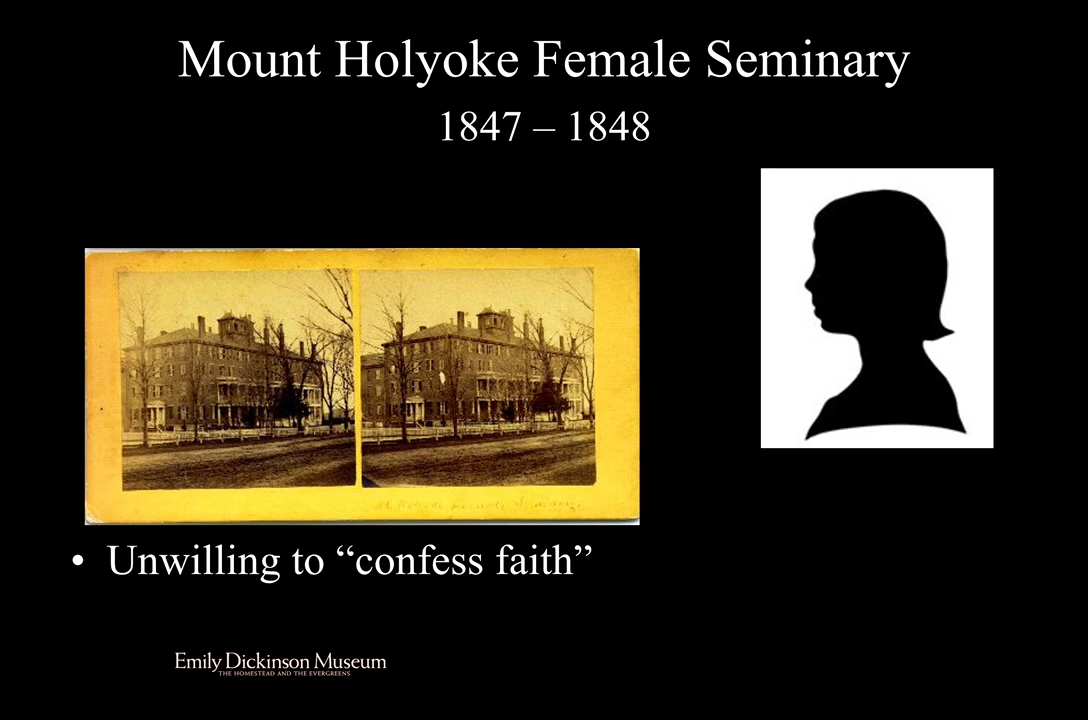 Mount Holyoke Female Seminary
1847 – 1848
• Unwilling to “confess faith”
Emily Dickinson Museum
THE HOMESTEAD AND THE EVERGREENS